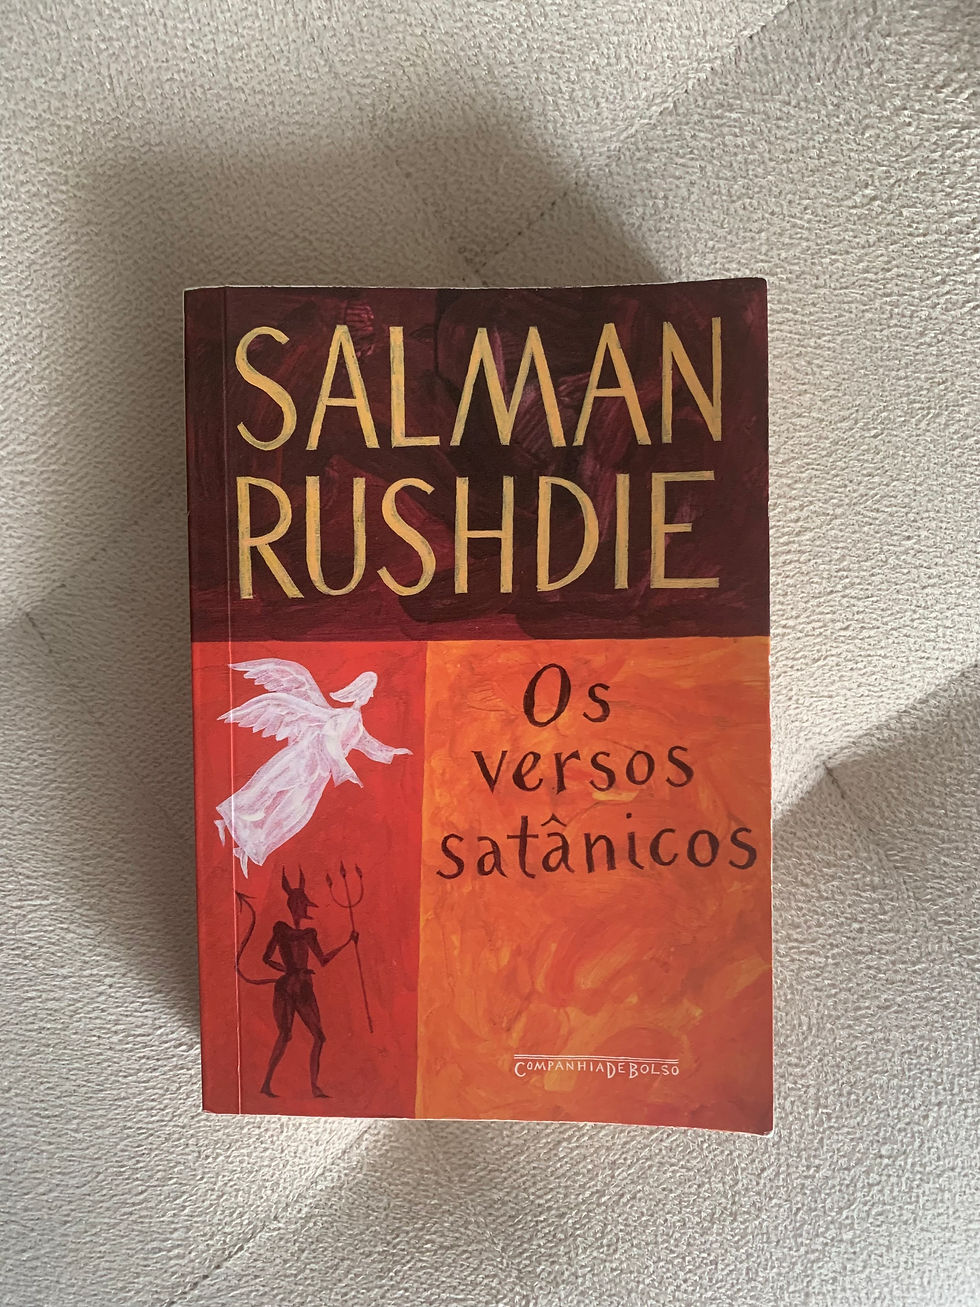 SALMAN
RUSHDIE
Os
versos
satânicos
COMPANHIADEBOLSO